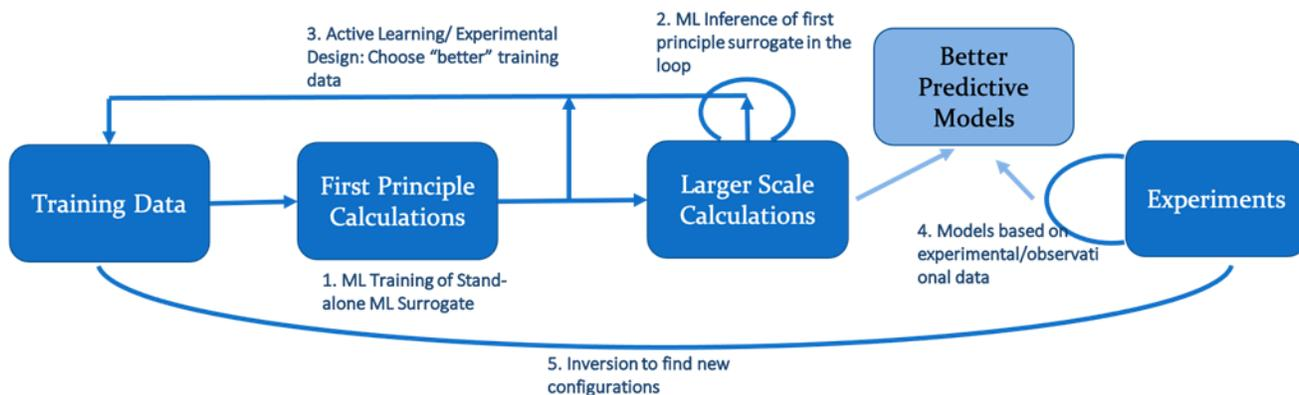 3. Active Learning/ Experimental
Design: Choose “better” training
data
2. ML Inference of first
principle surrogate in the
loop
Better
Predictive
Models
Training Data
First Principle
Calculations
Larger Scale
Calculations
Experiments
1. ML Training of Stand-
alone ML Surrogate
4. Models based on
experimental/observati
onal data
5. Inversion to find new
configurations